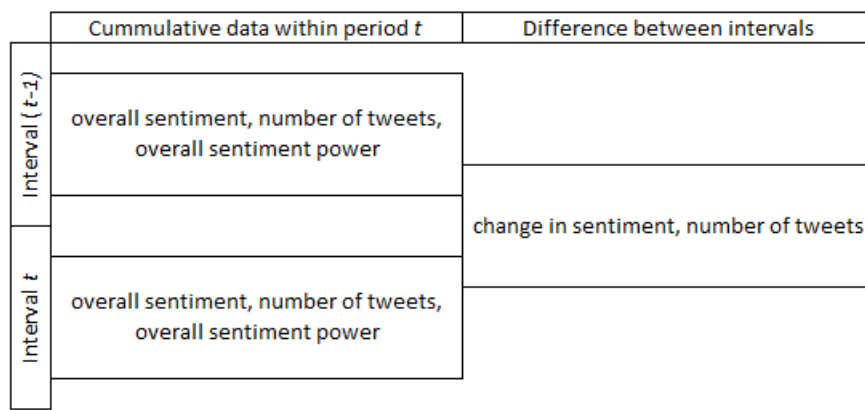 Cummulative data within period t
Difference between intervals
Interval (t-1)
overall sentiment, number of tweets,
overall sentiment power
change in sentiment, number of tweets
Interval t
overall sentiment, number of tweets,
overall sentiment power